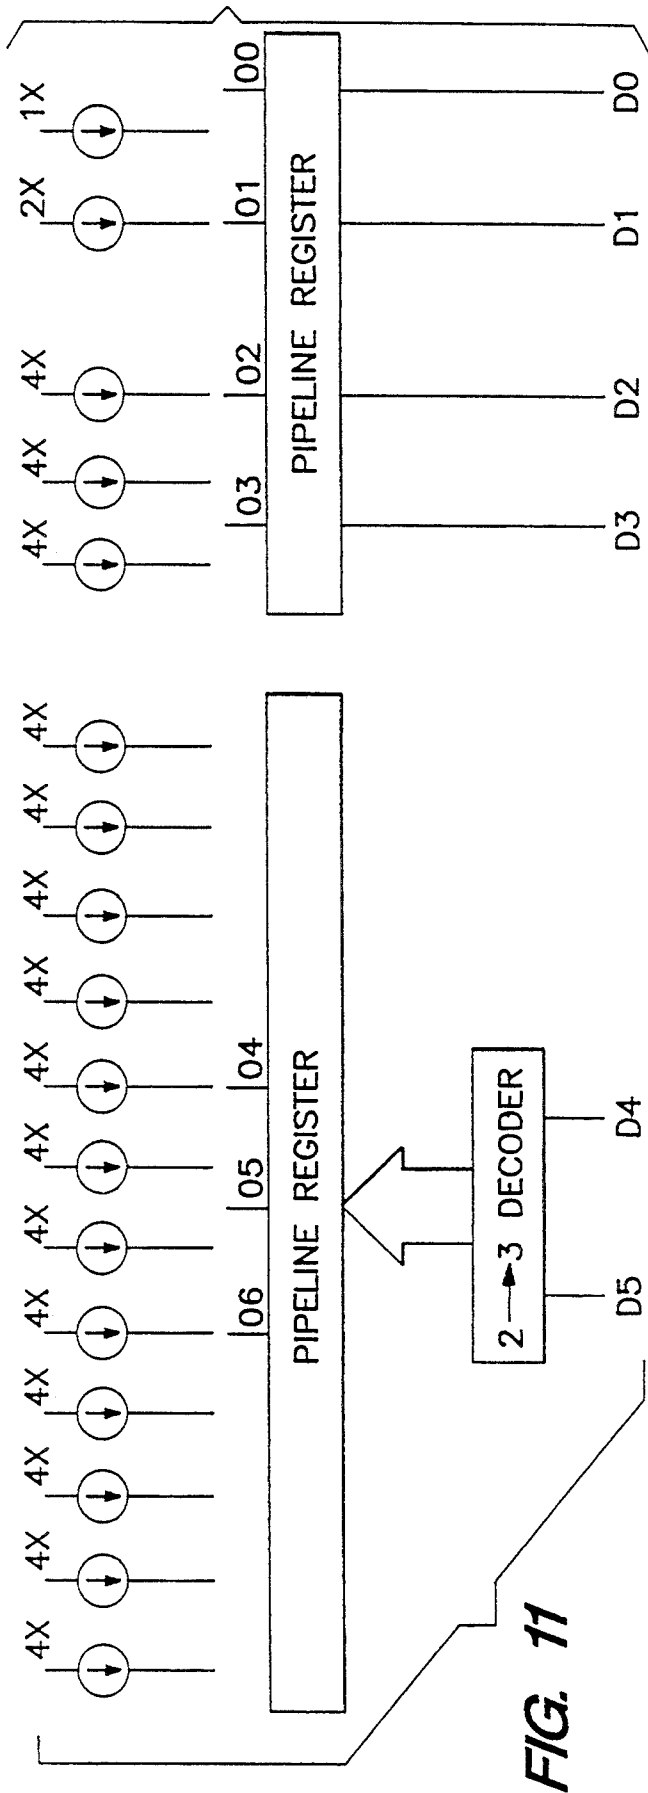 4X 4X 4X 4X 4X 4X 4X 4X 4X 4X 4X 4X 4X 4X 4X 2X 1X
06 05 04 03 02 01 00
PIPELINE REGISTER PIPELINE REGISTER
2→3 DECODER
D5 D4 D3 D2 D1 D0
FIG. 11